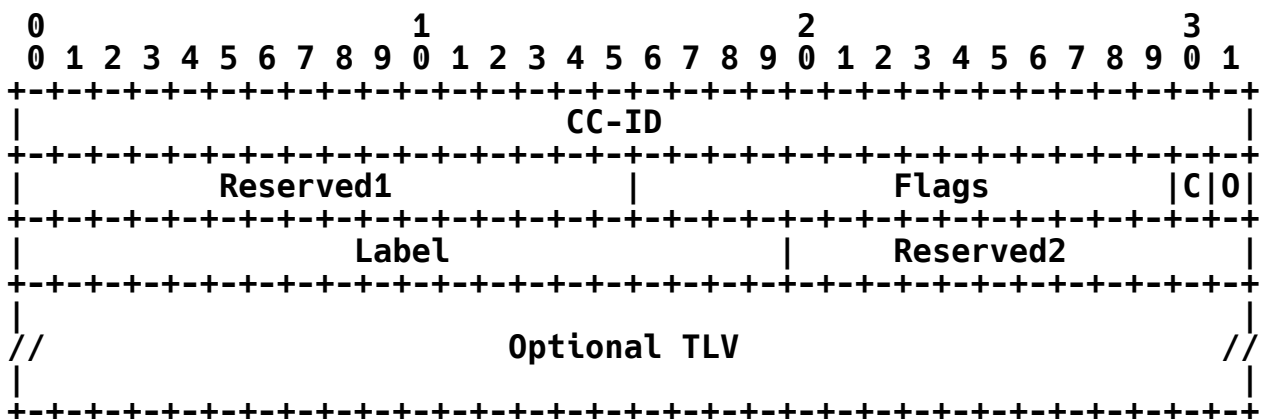 0                   1                   2                   3
 0 1 2 3 4 5 6 7 8 9 0 1 2 3 4 5 6 7 8 9 0 1 2 3 4 5 6 7 8 9 0 1
+-+-+-+-+-+-+-+-+-+-+-+-+-+-+-+-+-+-+-+-+-+-+-+-+-+-+-+-+-+-+-+-+
|                            CC-ID                              |
+-+-+-+-+-+-+-+-+-+-+-+-+-+-+-+-+-+-+-+-+-+-+-+-+-+-+-+-+-+-+-+-+
|          Reserved1            |             Flags         |C|O|
+-+-+-+-+-+-+-+-+-+-+-+-+-+-+-+-+-+-+-+-+-+-+-+-+-+-+-+-+-+-+-+-+
|                 Label                 |     Reserved2         |
+-+-+-+-+-+-+-+-+-+-+-+-+-+-+-+-+-+-+-+-+-+-+-+-+-+-+-+-+-+-+-+-+
|                                                               |
//                        Optional TLV                         //
|                                                               |
+-+-+-+-+-+-+-+-+-+-+-+-+-+-+-+-+-+-+-+-+-+-+-+-+-+-+-+-+-+-+-+-+